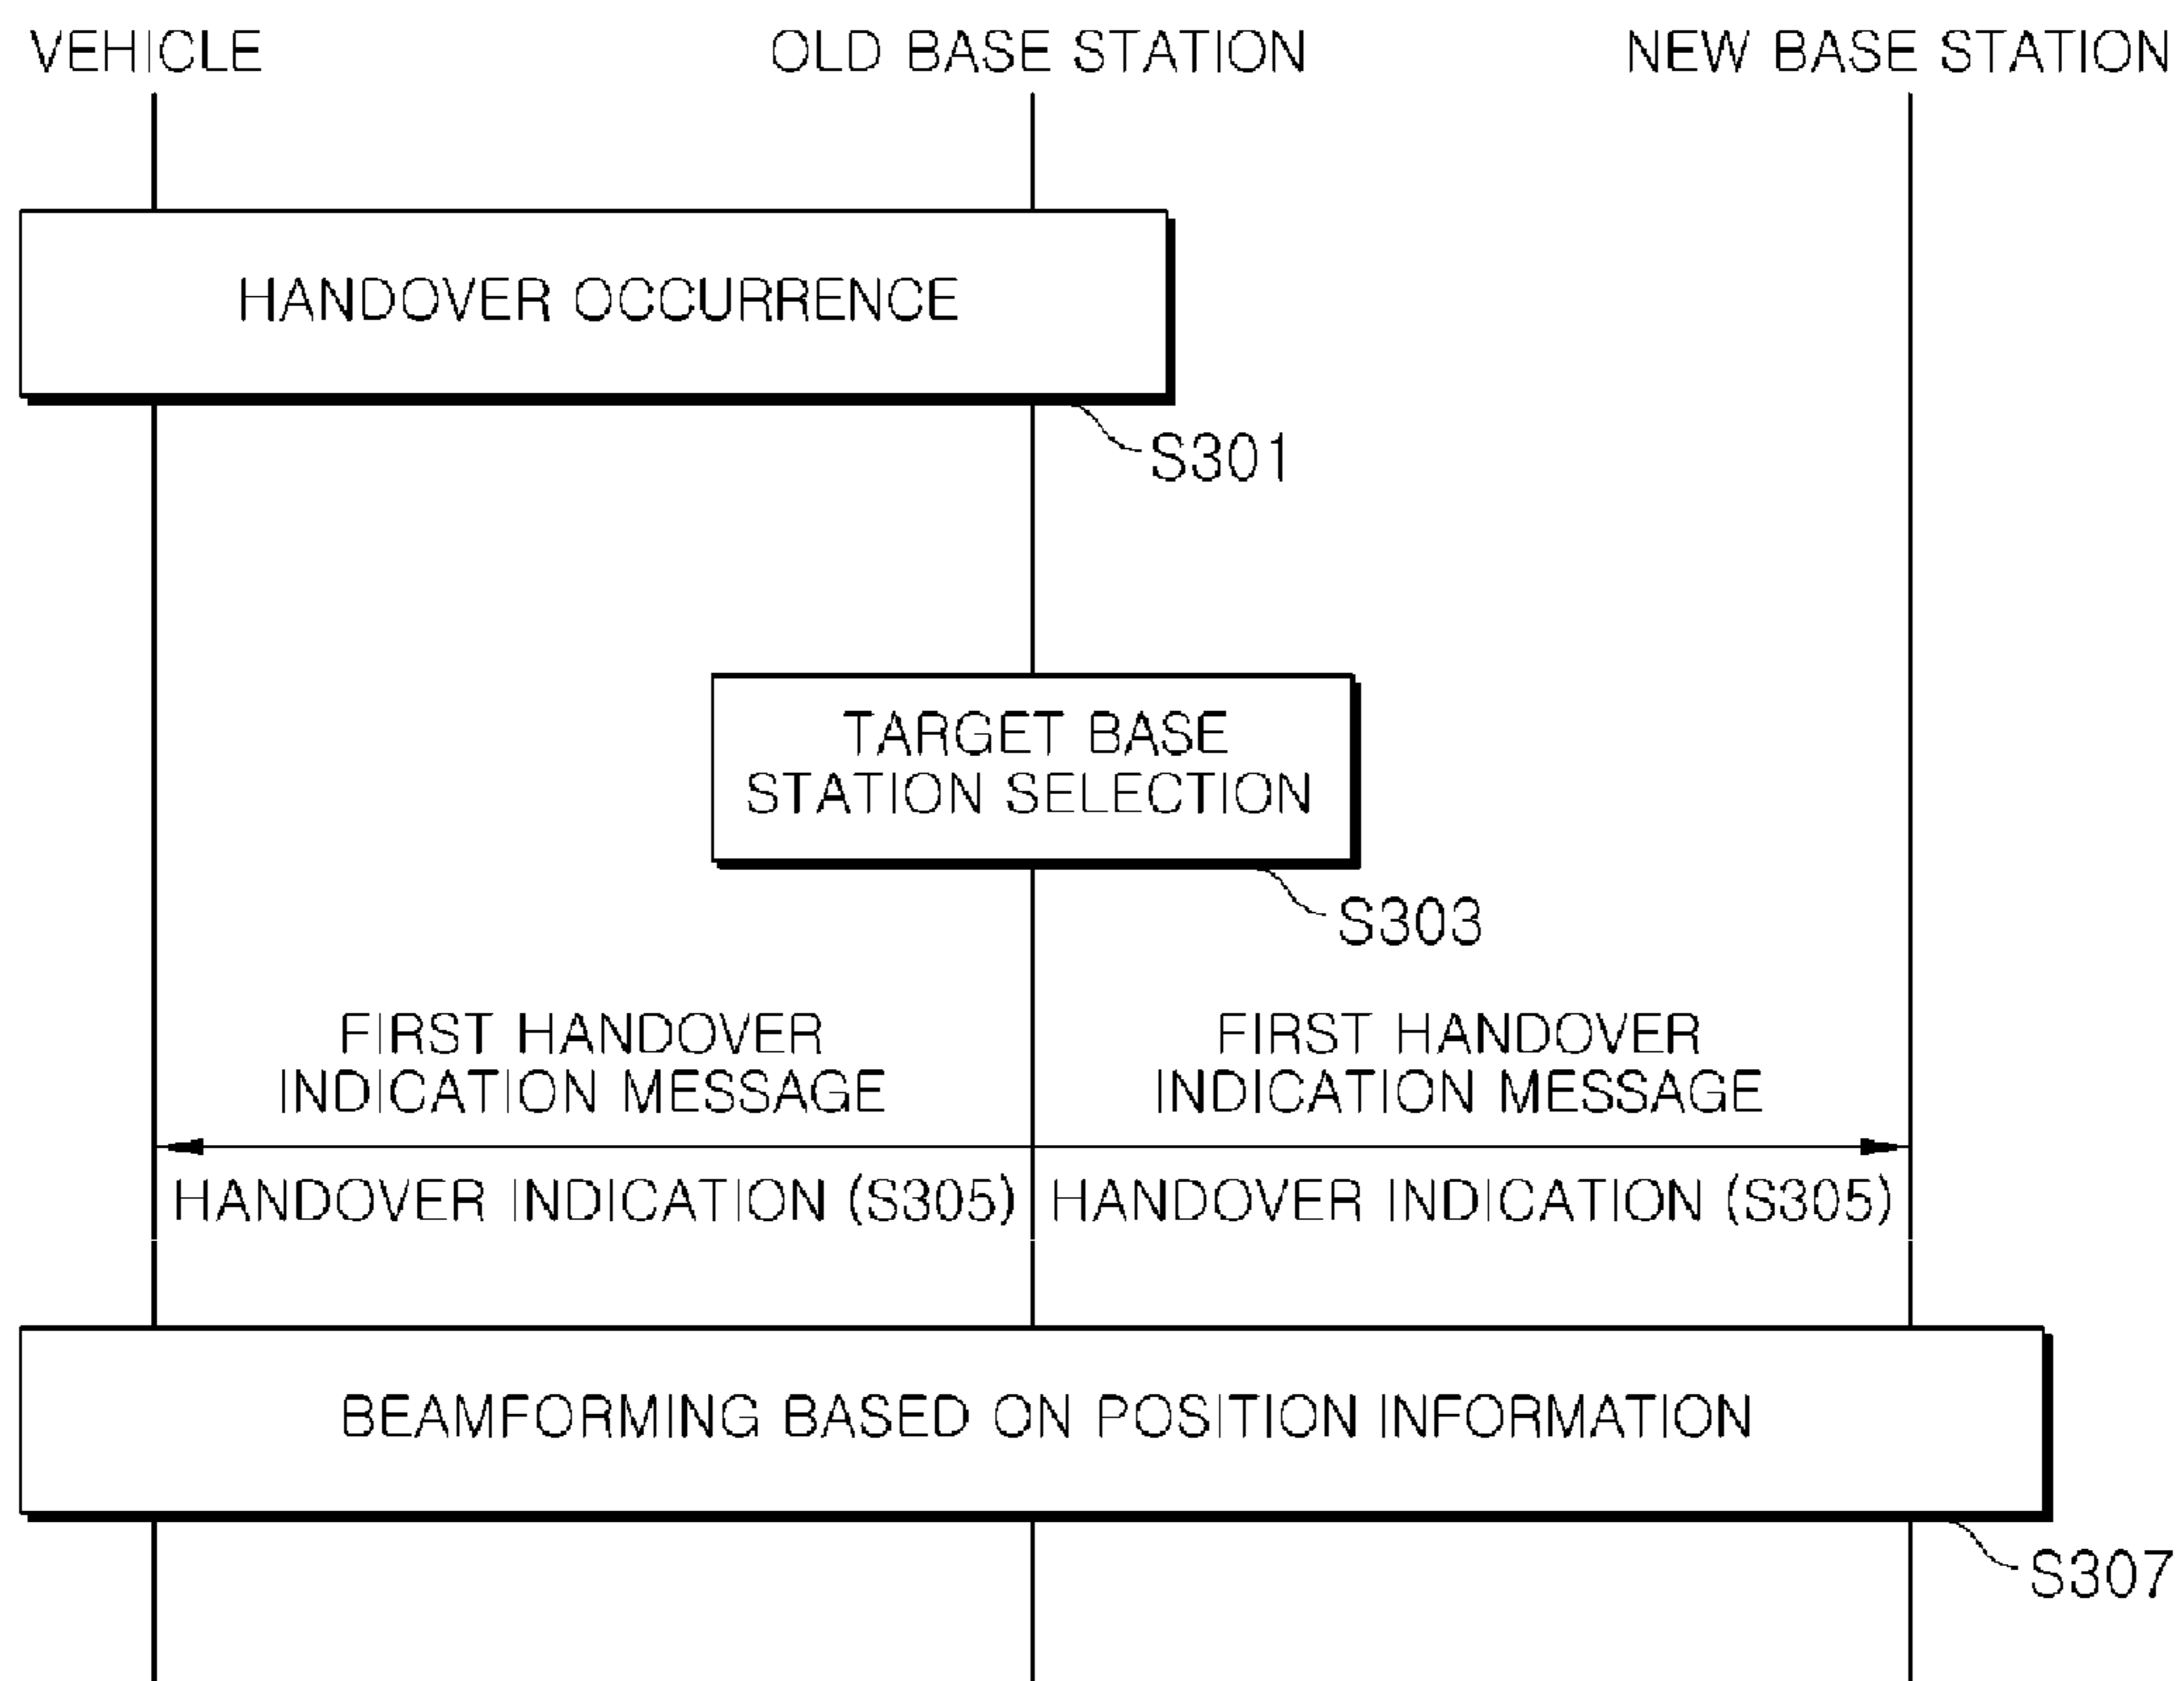 VEHICLE
OLD BASE STATION
NEW BASE STATION
HANDOVER OCCURRENCE
S301
TARGET BASE
STATION SELECTION
S303
FIRST HANDOVER
INDICATION MESSAGE
FIRST HANDOVER
INDICATION MESSAGE
HANDOVER INDICATION (S305)
HANDOVER INDICATION (S305)
BEAMFORMING BASED ON POSITION INFORMATION
S307